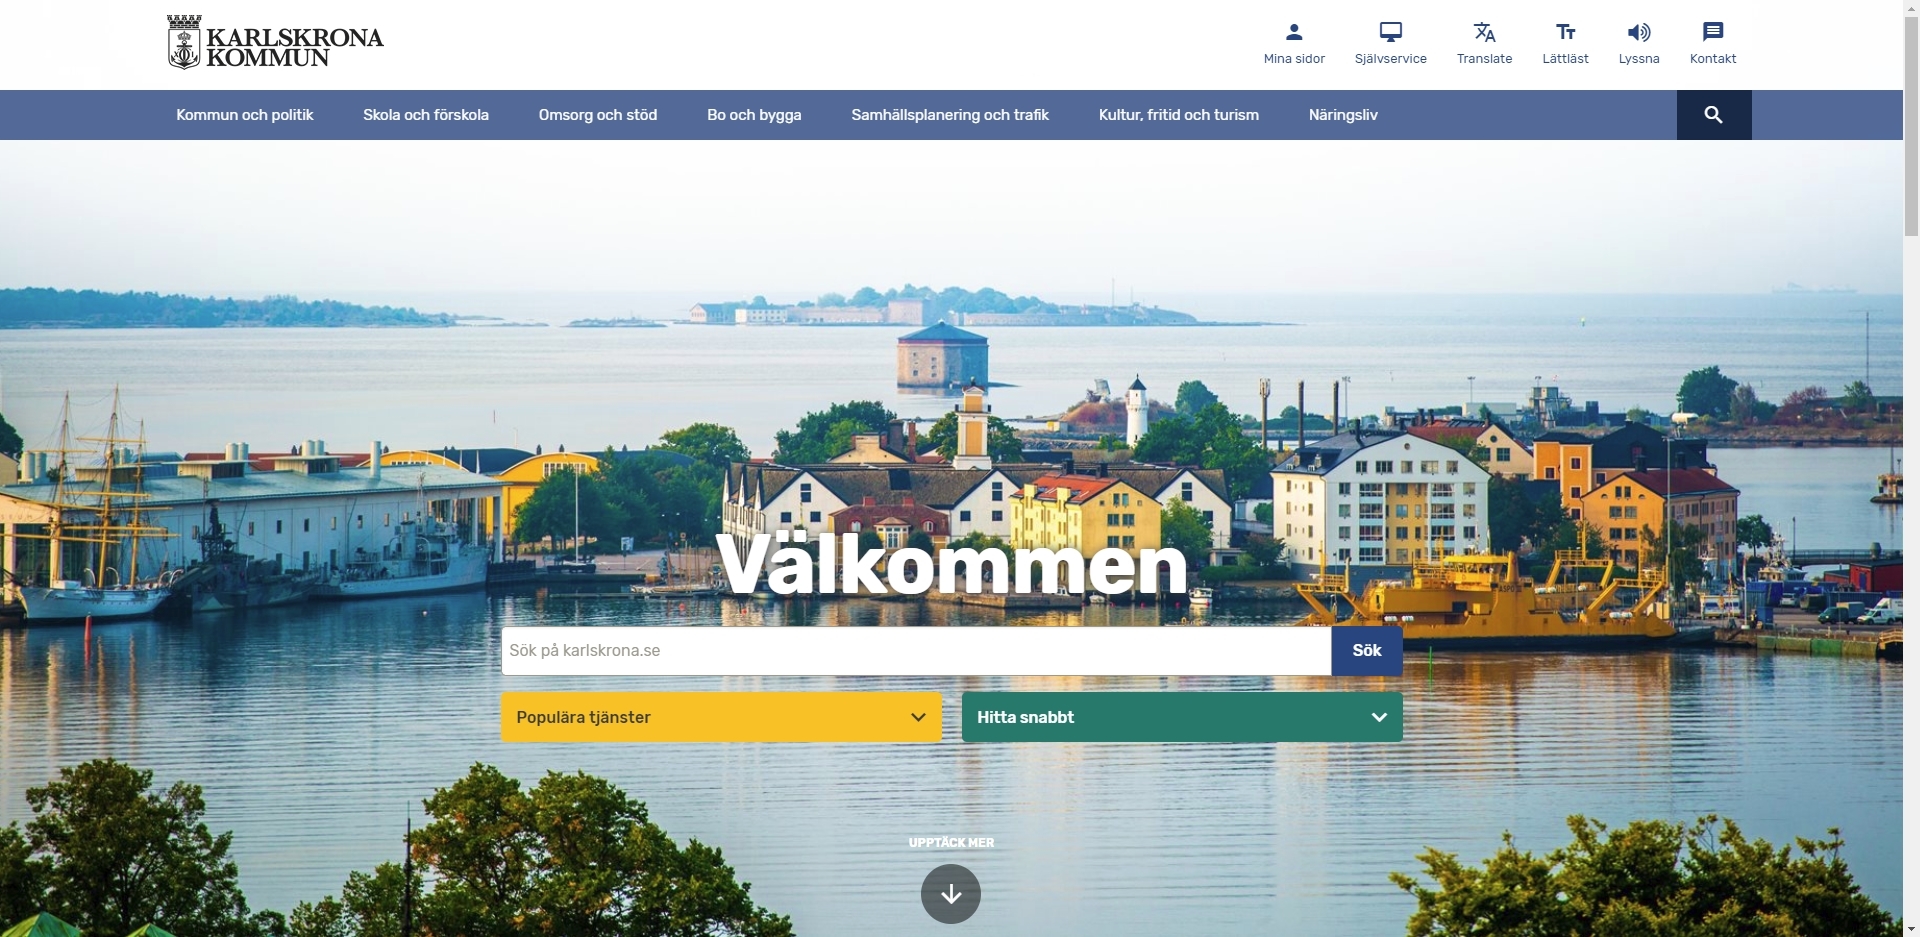 KARLSKRONA
KOMMUN
Mina sidor
Självservice
Translate
Lättläst
Lyssna
Kontakt
Kommun och politik
Skola och förskola
Omsorg och stöd
Bo och bygga
Samhällsplanering och trafik
Kultur, fritid och turism
Näringsliv
Välkommen
Sök på karlskrona.se
Sök
Populära tjänster
Hitta snabbt
UPPTÄCK MER